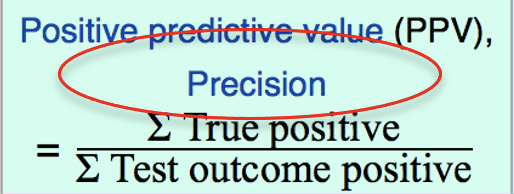 Positive predictive value (PPV),
Precision
= Σ True positive
Σ Test outcome positive